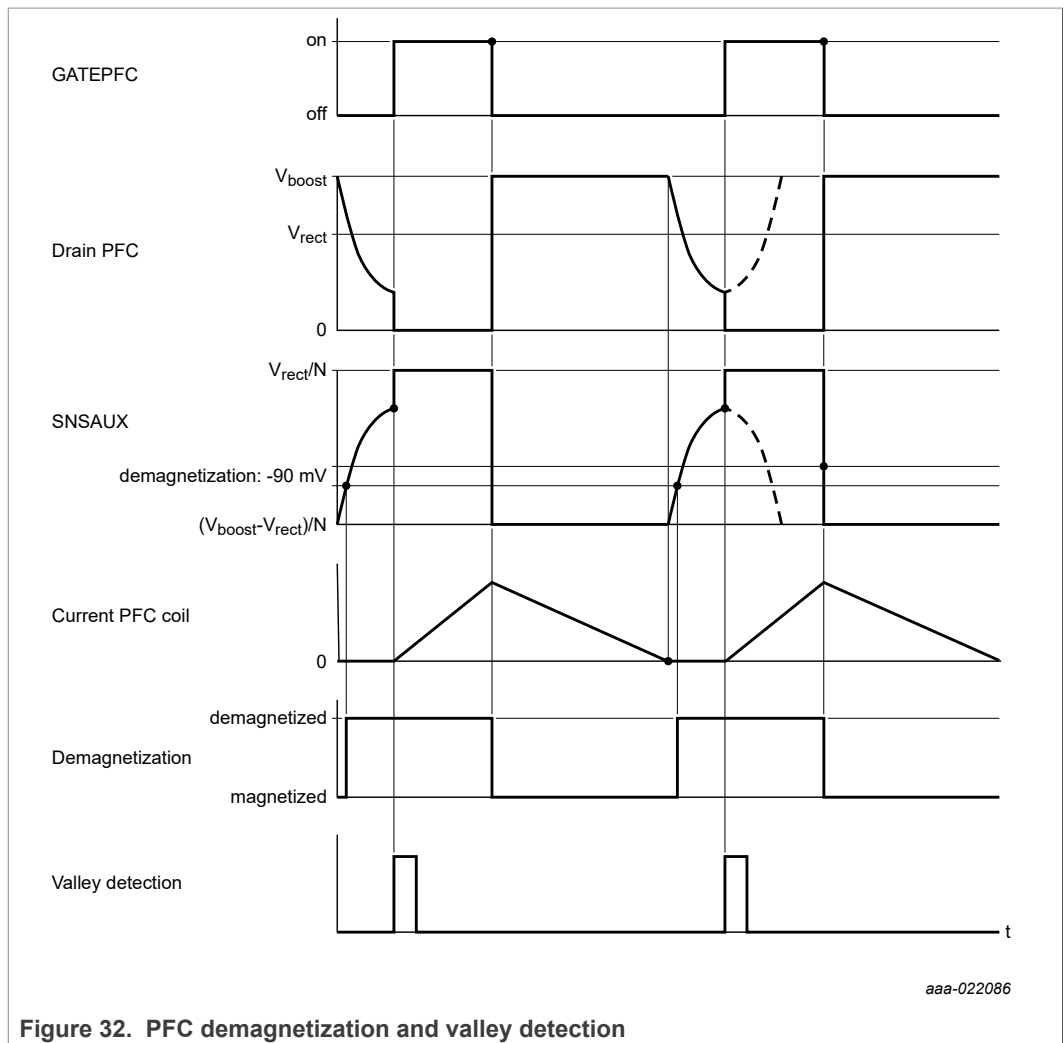 on
GATEPFC
off
Vboost
Vrect
Drain PFC
0
Vrect/N
SNSAUX
demagnetization: -90 mV
(Vboost-Vrect)/N
Current PFC coil
0
demagnetized
Demagnetization
magnetized
Valley detection
t
aaa-022086
Figure 32. PFC demagnetization and valley detection